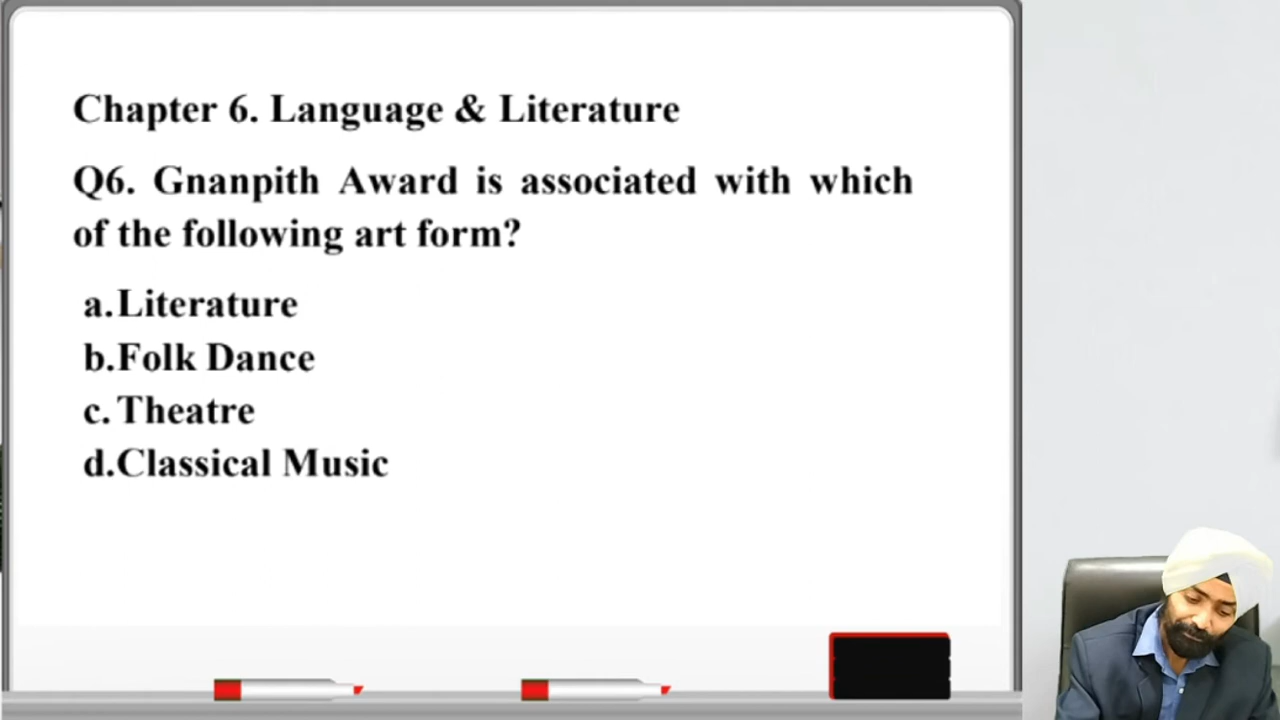 Chapter 6. Language & Literature
Q6. Gnanpith Award is associated with which
of the following art form?
a.Literature
b.Folk Dance
c. Theatre
d.Classical Music